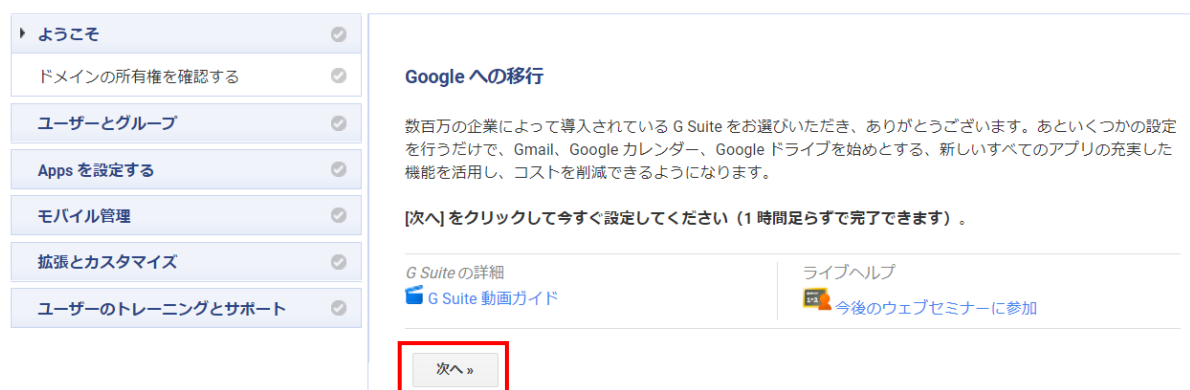 ようこそ
ドメインの所有権を確認する
ユーザーとグループ
Apps を設定する
モバイル管理
拡張とカスタマイズ
ユーザーのトレーニングとサポート
Google への移行
数百万の企業によって導入されている G Suite をお選びいただき、ありがとうございます。あといくつかの設定
を行うだけで、Gmail、Google カレンダー、Google ドライブを始めとする、新しいすべてのアプリの充実した
機能を活用し、コストを削減できるようになります。
[次へ] をクリックして今すぐ設定してください（1 時間足らずで完了できます）。
G Suite の詳細
G Suite 動画ガイド
ライブヘルプ
今後のウェブセミナーに参加
次へ »